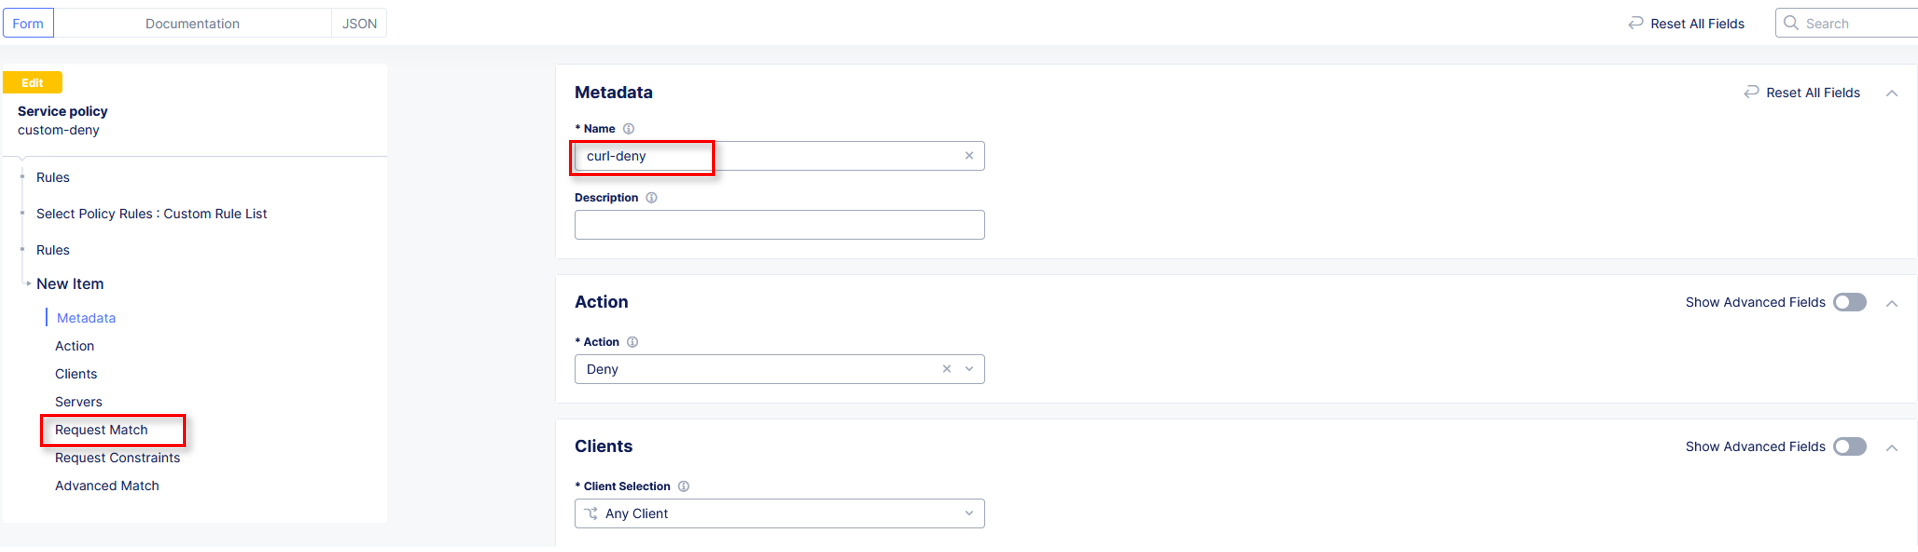 Form
Documentation
JSON
Reset All Fields
Search
Edit
Service policy
custom-deny
Rules
Select Policy Rules : Custom Rule List
Rules
New Item
Metadata
Action
Clients
Servers
Request Match
Request Constraints
Advanced Match
Metadata
Reset All Fields
* Name
curl-deny
Description
Action
Show Advanced Fields
* Action
Deny
Clients
Show Advanced Fields
* Client Selection
Any Client